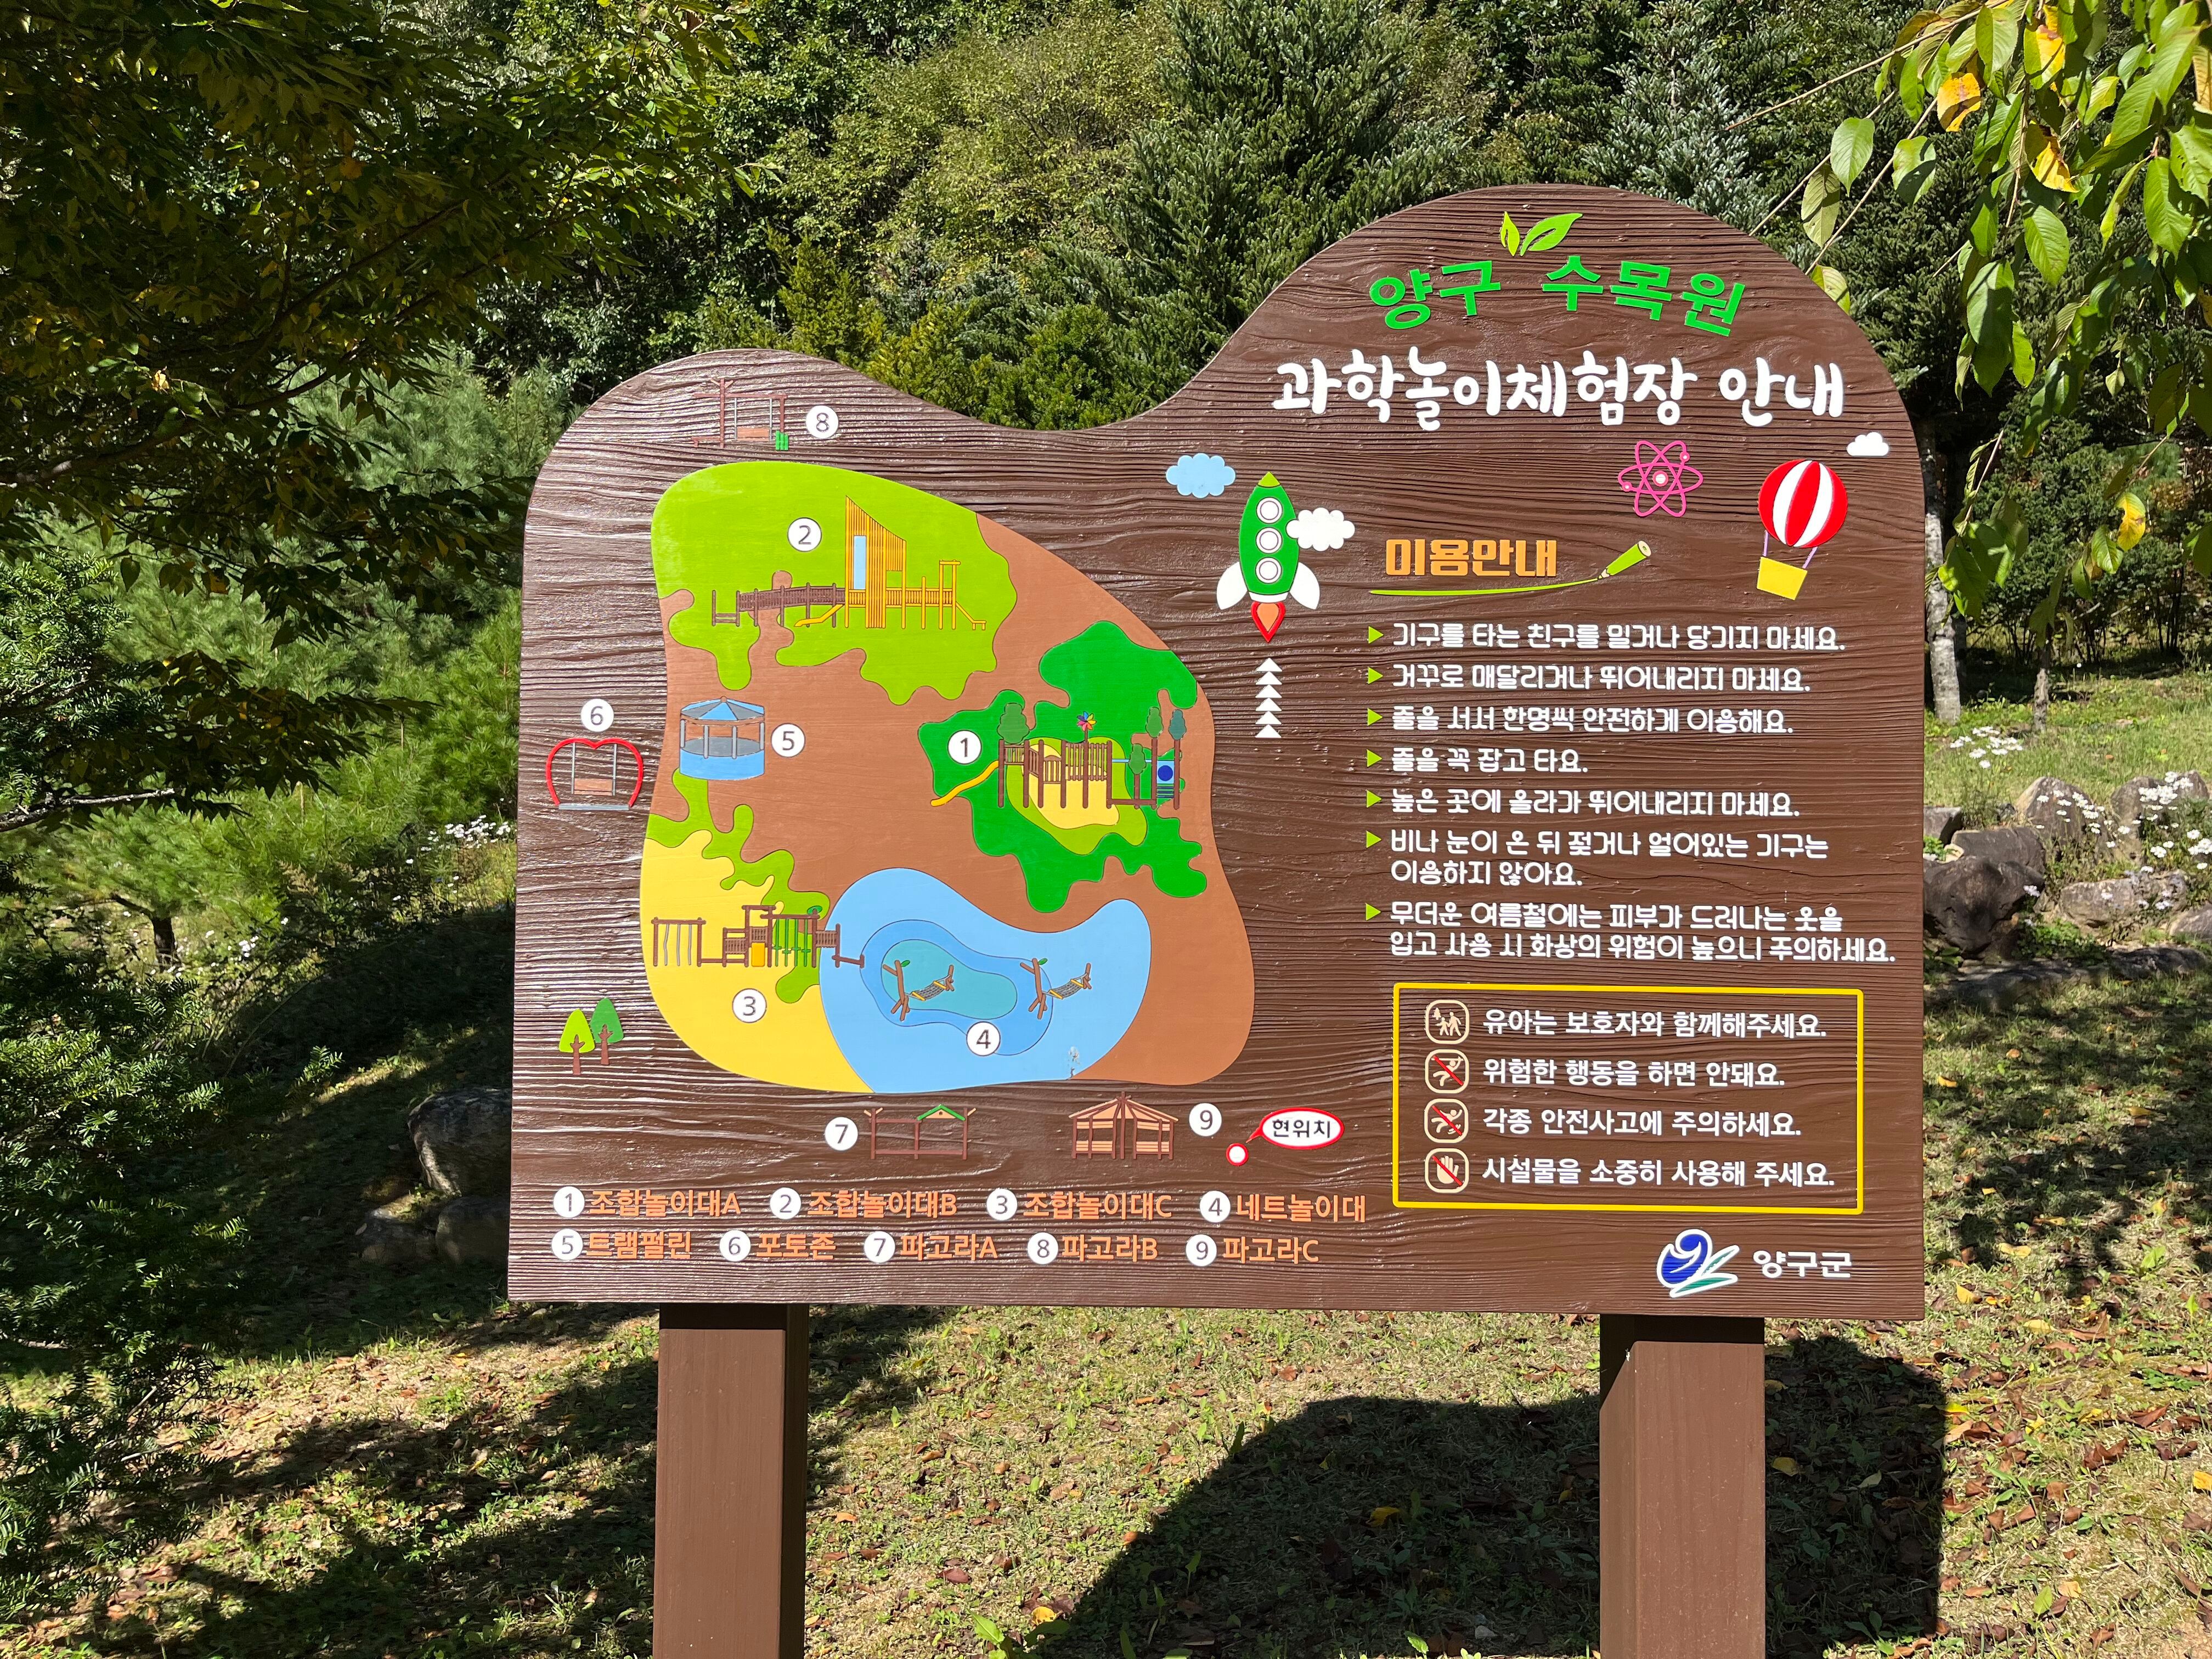 양구 수목원
과학놀이체험장 안내
이용안내
기구를 타는 친구를 밀거나 당기지 마세요.
거꾸로 매달리거나 뛰어내리지 마세요.
줄을 서서 한명씩 안전하게 이용해요.
줄을 꼭 잡고 타요.
높은 곳에 올라가 뛰어내리지 마세요.
비나 눈이 온 뒤 젖거나 얼어있는 기구는
이용하지 않아요.
무더운 여름철에는 피부가 드러나는 옷을
입고 사용 시 화상의 위험이 높으니 주의하세요.
유아는 보호자와 함께해주세요.
위험한 행동을 하면 안돼요.
각종 안전사고에 주의하세요.
시설물을 소중히 사용해 주세요.
8
2
6
5
1
3
4
7
9
현위치
1 조합놀이대A 2 조합놀이대B 3 조합놀이대C 4 네트놀이대
5 트램펄린 6 포토존 7 파고라A 8 파고라B 9 파고라C
양구군